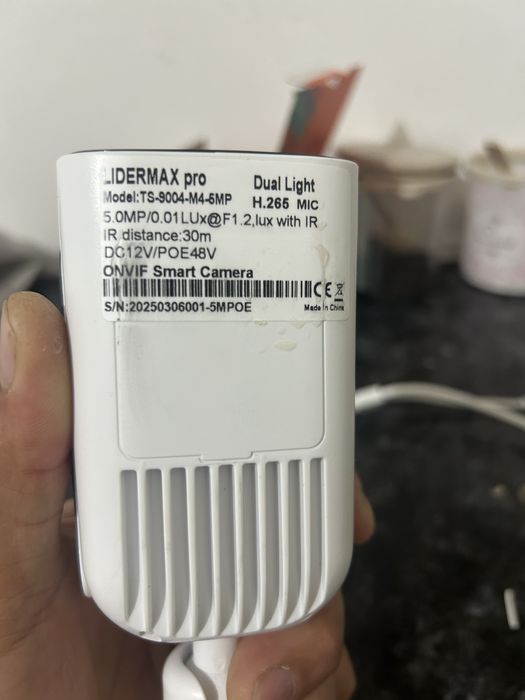 LIDERMAX pro Dual Light
Model:TS-9004-M4-5MP H.265 MIC
5.0MP/0.01LUx@F1.2,lux with IR
IR distance:30m
DC12V/POE48V
ONVIF Smart Camera
CE
S/N:20250306001-5MPOE Made in China